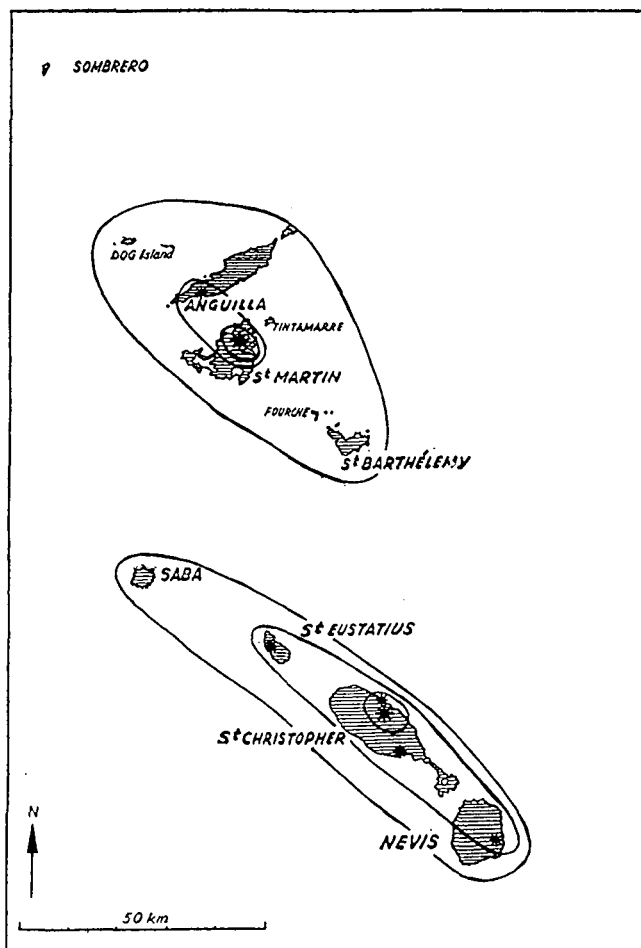 SOMBRERO
DOG Island
ANGUILLA
TINTAMARRE
St MARTIN
FOURCHE
St BARTHÉLEMY
SABA
St EUSTATIUS
St CHRISTOPHER
NEVIS
N
50 km